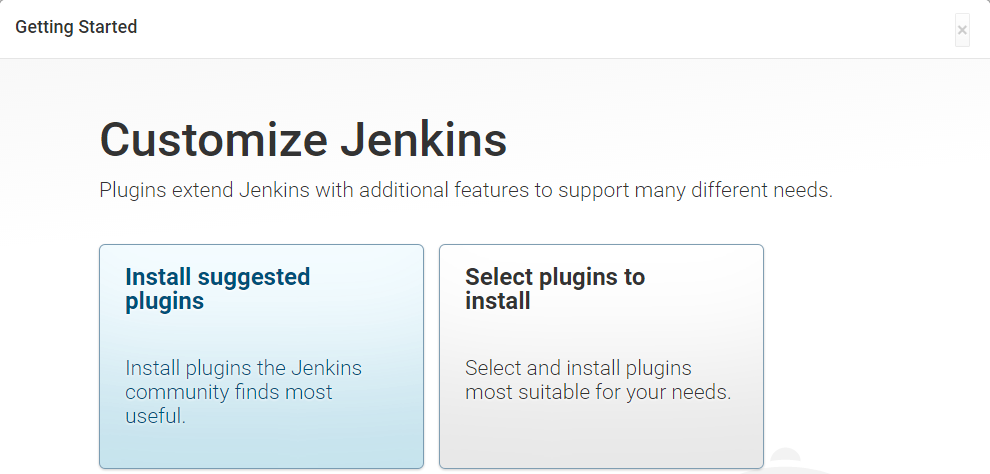 Getting Started
×
Customize Jenkins
Plugins extend Jenkins with additional features to support many different needs.
Install suggested
plugins
Install plugins the Jenkins
community finds most
useful.
Select plugins to
install
Select and install plugins
most suitable for your needs.